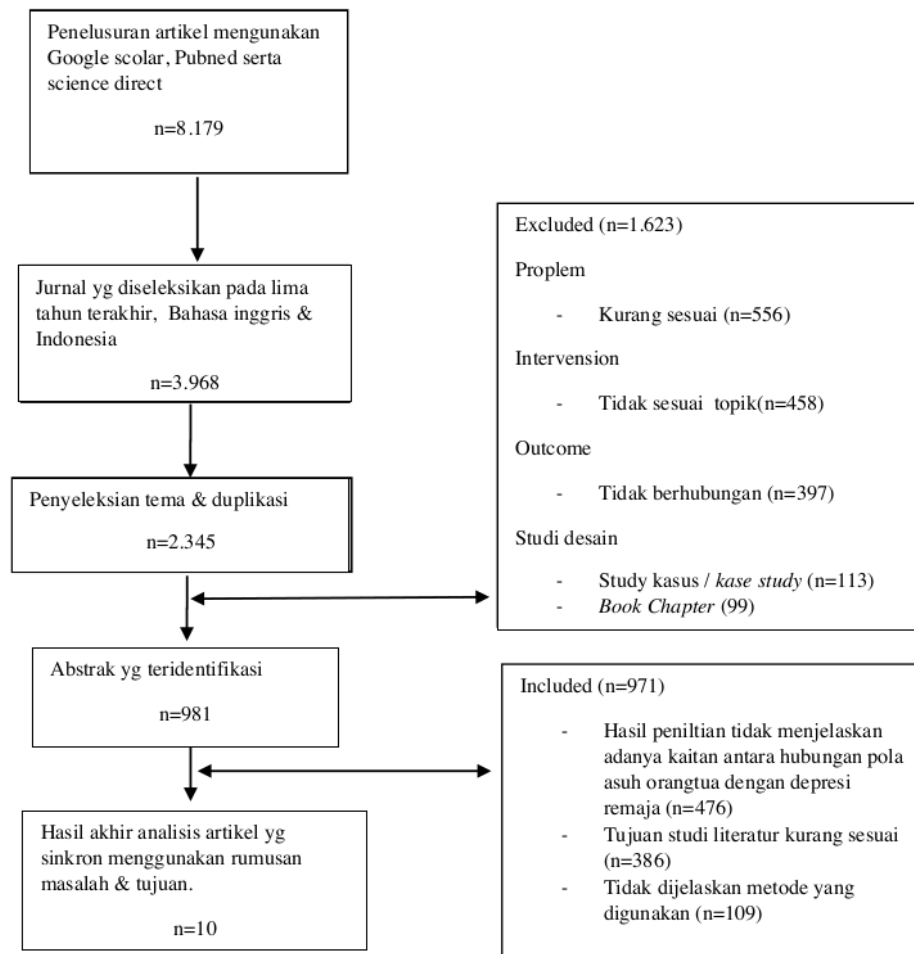 Penelusuran artikel mengunakan
Google scolar, Pubned serta
science direct
n=8.179
Jurnal yg diseleksikan pada lima
tahun terakhir, Bahasa inggris &
Indonesia
n=3.968
Penyeleksian tema & duplikasi
n=2.345
Excluded (n=1.623)
Proplem
- Kurang sesuai (n=556)
Intervension
- Tidak sesuai topik(n=458)
Outcome
- Tidak berhubungan (n=397)
Studi desain
- Study kasus / kase study (n=113)
- Book Chapter (99)
Abstrak yg teridentifikasi
n=981
Included (n=971)
- Hasil peniltian tidak menjelaskan
adanya kaitan antara hubungan pola
asuh orangtua dengan depresi
remaja (n=476)
- Tujuan studi literatur kurang sesuai
(n=386)
- Tidak dijelaskan metode yang
digunakan (n=109)
Hasil akhir analisis artikel yg
sinkron menggunakan rumusan
masalah & tujuan.
n=10